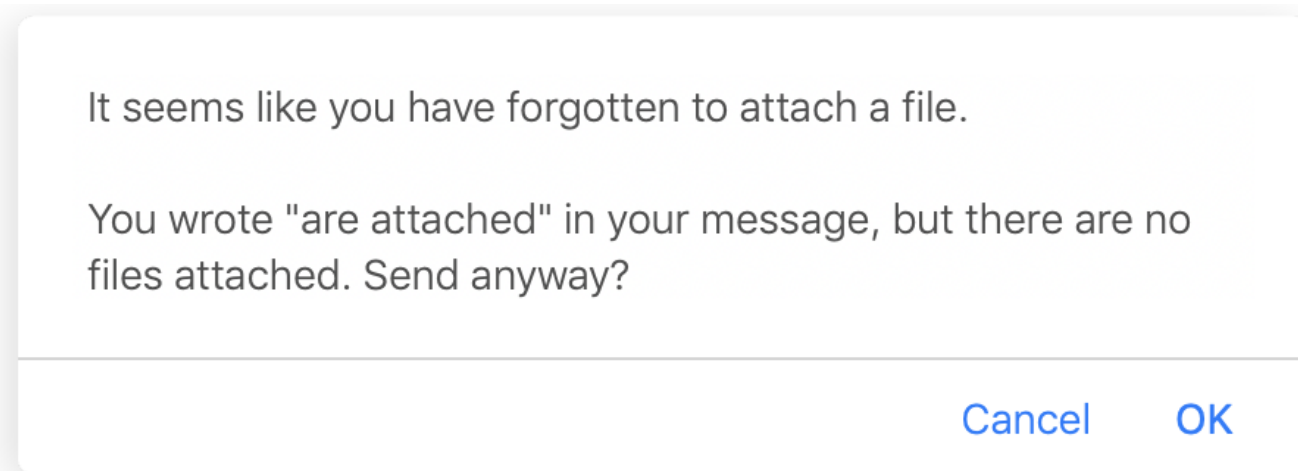 It seems like you have forgotten to attach a file.
You wrote "are attached" in your message, but there are no
files attached. Send anyway?
Cancel OK